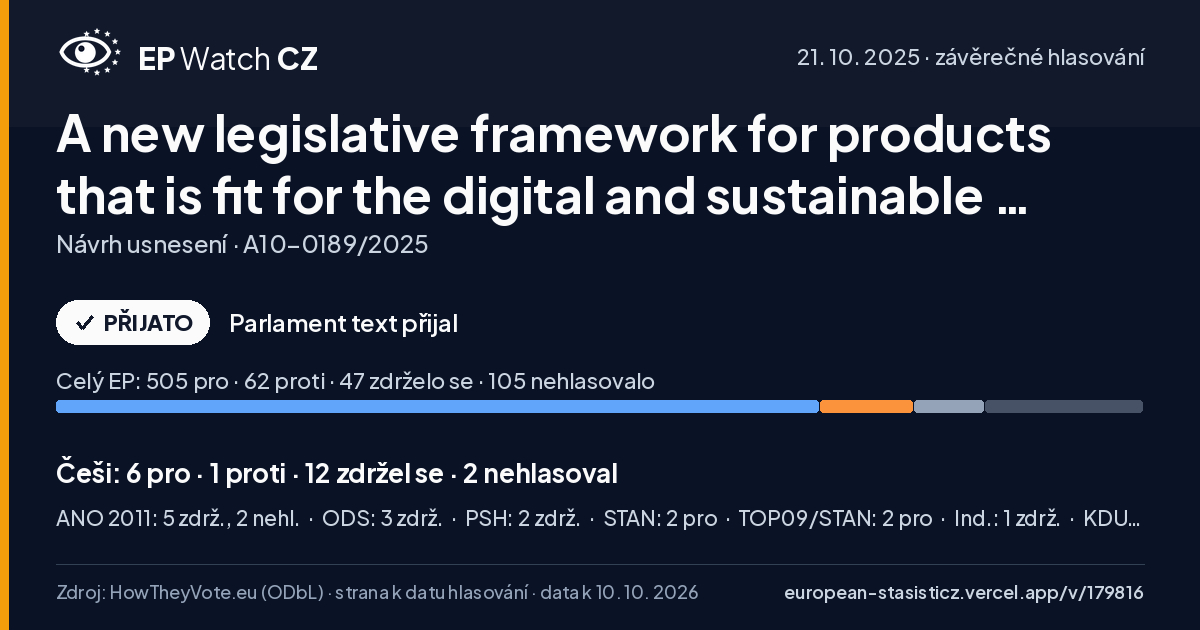 EP Watch CZ
21. 10. 2025 · závěrečné hlasování
A new legislative framework for products
that is fit for the digital and sustainable …
Návrh usnesení · A10-0189/2025
✓ PŘIJATO Parlament text přijal
Celý EP: 505 pro · 62 proti · 47 zdrželo se · 105 nehlasovalo
Češi: 6 pro · 1 proti · 12 zdržel se · 2 nehlasoval
ANO 2011: 5 zdrž., 2 nehl. · ODS: 3 zdrž. · PSH: 2 zdrž. · STAN: 2 pro · TOP09/STAN: 2 pro · Ind.: 1 zdrž. · KDU…
Zdroj: HowTheyVote.eu (ODbL) · strana k datu hlasování · data k 10. 10. 2026
european-stasisticz.vercel.app/v/179816